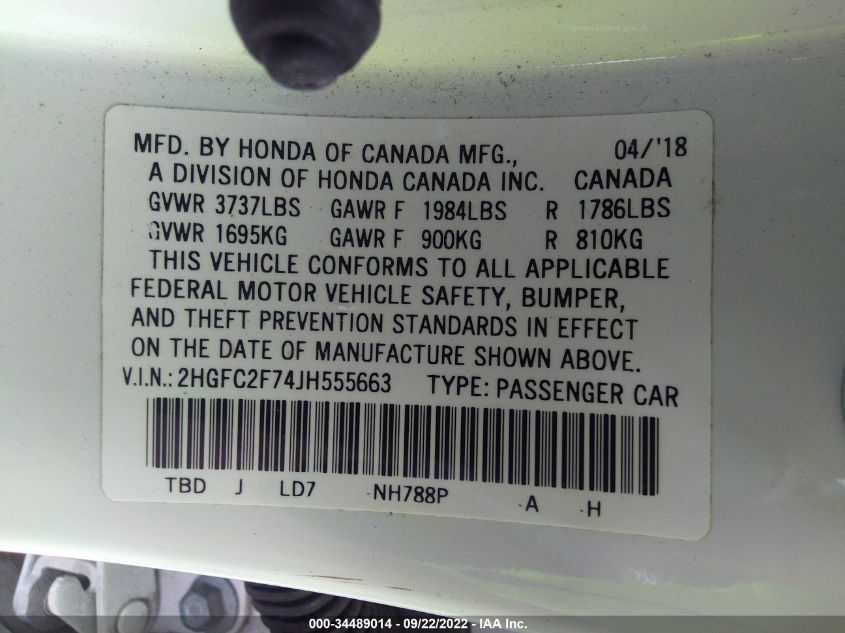 MFD. BY HONDA OF CANADA MFG., 04/'18
A DIVISION OF HONDA CANADA INC. CANADA
GVWR 3737LBS GAWR F 1984LBS R 1786LBS
GVWR 1695KG GAWR F 900KG R 810KG
THIS VEHICLE CONFORMS TO ALL APPLICABLE
FEDERAL MOTOR VEHICLE SAFETY, BUMPER,
AND THEFT PREVENTION STANDARDS IN EFFECT
ON THE DATE OF MANUFACTURE SHOWN ABOVE.
V.I.N.: 2HGFC2F74JH555663 TYPE: PASSENGER CAR
TBD J LD7 -NH788P -A -H
000-34489014 - 09/22/2022 - IAA Inc.